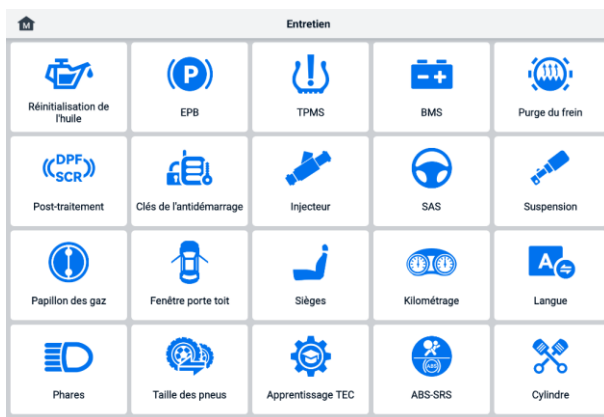 M
Entretien
Réinitialisation de
l'huile
P
EPB
TPMS
BMS
Purge du frein
DPF
SCR
Post-traitement
Clés de l'antidémarrage
Injecteur
SAS
Suspension
Papillon des gaz
Fenêtre porte toit
Sièges
Kilométrage
A
Langue
Phares
Taille des pneus
Apprentissage TEC
ABS
ABS-SRS
Cylindre